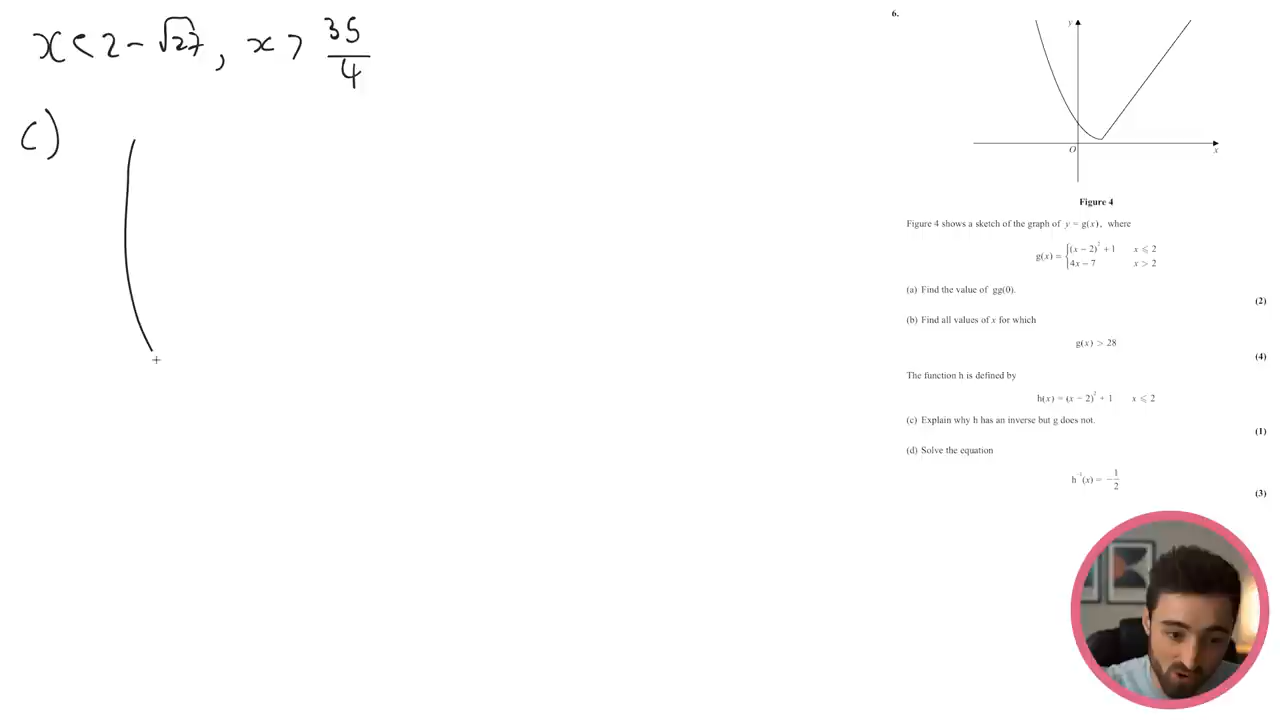 x < 2 - √27, x > 35/4
c)
6.
y
O
x
Figure 4
Figure 4 shows a sketch of the graph of y = g(x), where
g(x) = { (x − 2)² + 1 x ⩽ 2
4x − 7 x > 2
(a) Find the value of gg(0).
(2)
(b) Find all values of x for which
g(x) > 28
(4)
The function h is defined by
h(x) = (x − 2)² + 1 x ⩽ 2
(c) Explain why h has an inverse but g does not.
(1)
(d) Solve the equation
h⁻¹(x) = −1/2
(3)